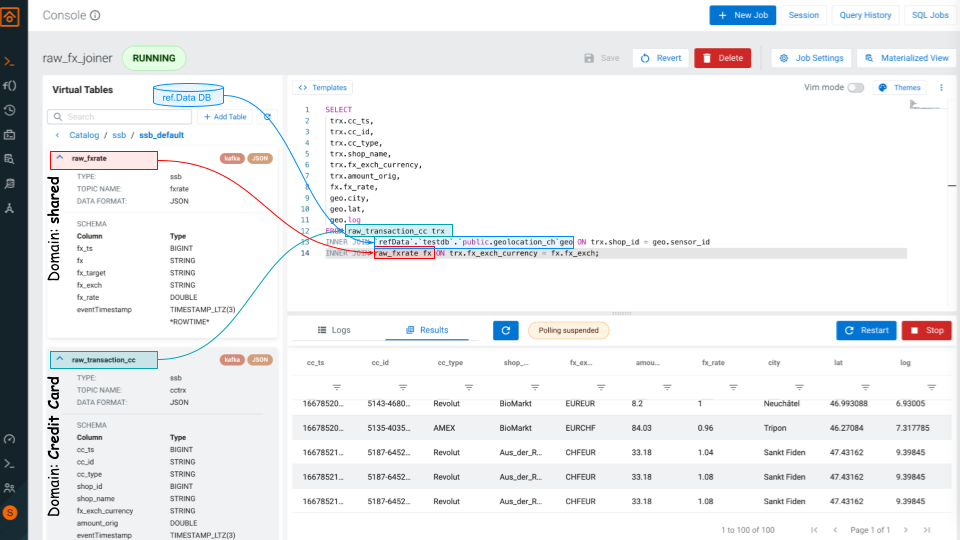 Console
New Job
Session
Query History
SQL Jobs
raw_fx_joiner
RUNNING
Save
Revert
Delete
Job Settings
Materialized View
Virtual Tables
ref.Data DB
Search
+ Add Table
< Catalog / ssb / ssb_default
Domain: shared
raw_fxrate
kafka
JSON
TYPE: ssb
TOPIC NAME: fxrate
DATA FORMAT: JSON
SCHEMA
Column Type
fx_ts BIGINT
fx STRING
fx_target STRING
fx_exch STRING
fx_rate DOUBLE
eventTimestamp TIMESTAMP_LTZ(3)
*ROWTIME*
Domain: Credit Card
raw_transaction_cc
kafka
JSON
TYPE: ssb
TOPIC NAME: cctrx
DATA FORMAT: JSON
SCHEMA
Column Type
cc_ts BIGINT
cc_id STRING
cc_type STRING
shop_id BIGINT
shop_name STRING
fx_exch_currency STRING
amount_orig DOUBLE
eventTimestamp TIMESTAMP_LTZ(3)
<> Templates
Vim mode
Themes
1 SELECT
2 trx.cc_ts,
3 trx.cc_id,
4 trx.cc_type,
5 trx.shop_name,
6 trx.fx_exch_currency,
7 trx.amount_orig,
8 fx.fx_rate,
9 geo.city,
10 geo.lat,
11 geo.log
12 FROM raw_transaction_cc trx
13 INNER JOIN `refData`.`testdb`.`public.geolocation_ch`geo ON trx.shop_id = geo.sensor_id
14 INNER JOIN raw_fxrate fx ON trx.fx_exch_currency = fx.fx_exch;
Logs
Results
Polling suspended
Restart
Stop
cc_ts cc_id cc_type shop_... fx_ex... amou... fx_rate city lat log
16678520... 5143-4680... Revolut BioMarkt EUREUR 8.2 1 Neuchâtel 46.993088 6.93005
16678520... 5135-4035... AMEX BioMarkt EURCHF 84.03 0.96 Tripon 46.27084 7.317785
16678521... 5187-6452... Revolut Aus_der_R... CHFEUR 33.18 1.04 Sankt Fiden 47.43162 9.39845
16678521... 5187-6452... Revolut Aus_der_R... CHFEUR 33.18 1.08 Sankt Fiden 47.43162 9.39845
16678521... 5187-6452... Revolut Aus_der_R... CHFEUR 33.18 1.08 Sankt Fiden 47.43162 9.39845
1 to 100 of 100
Page 1 of 1
S